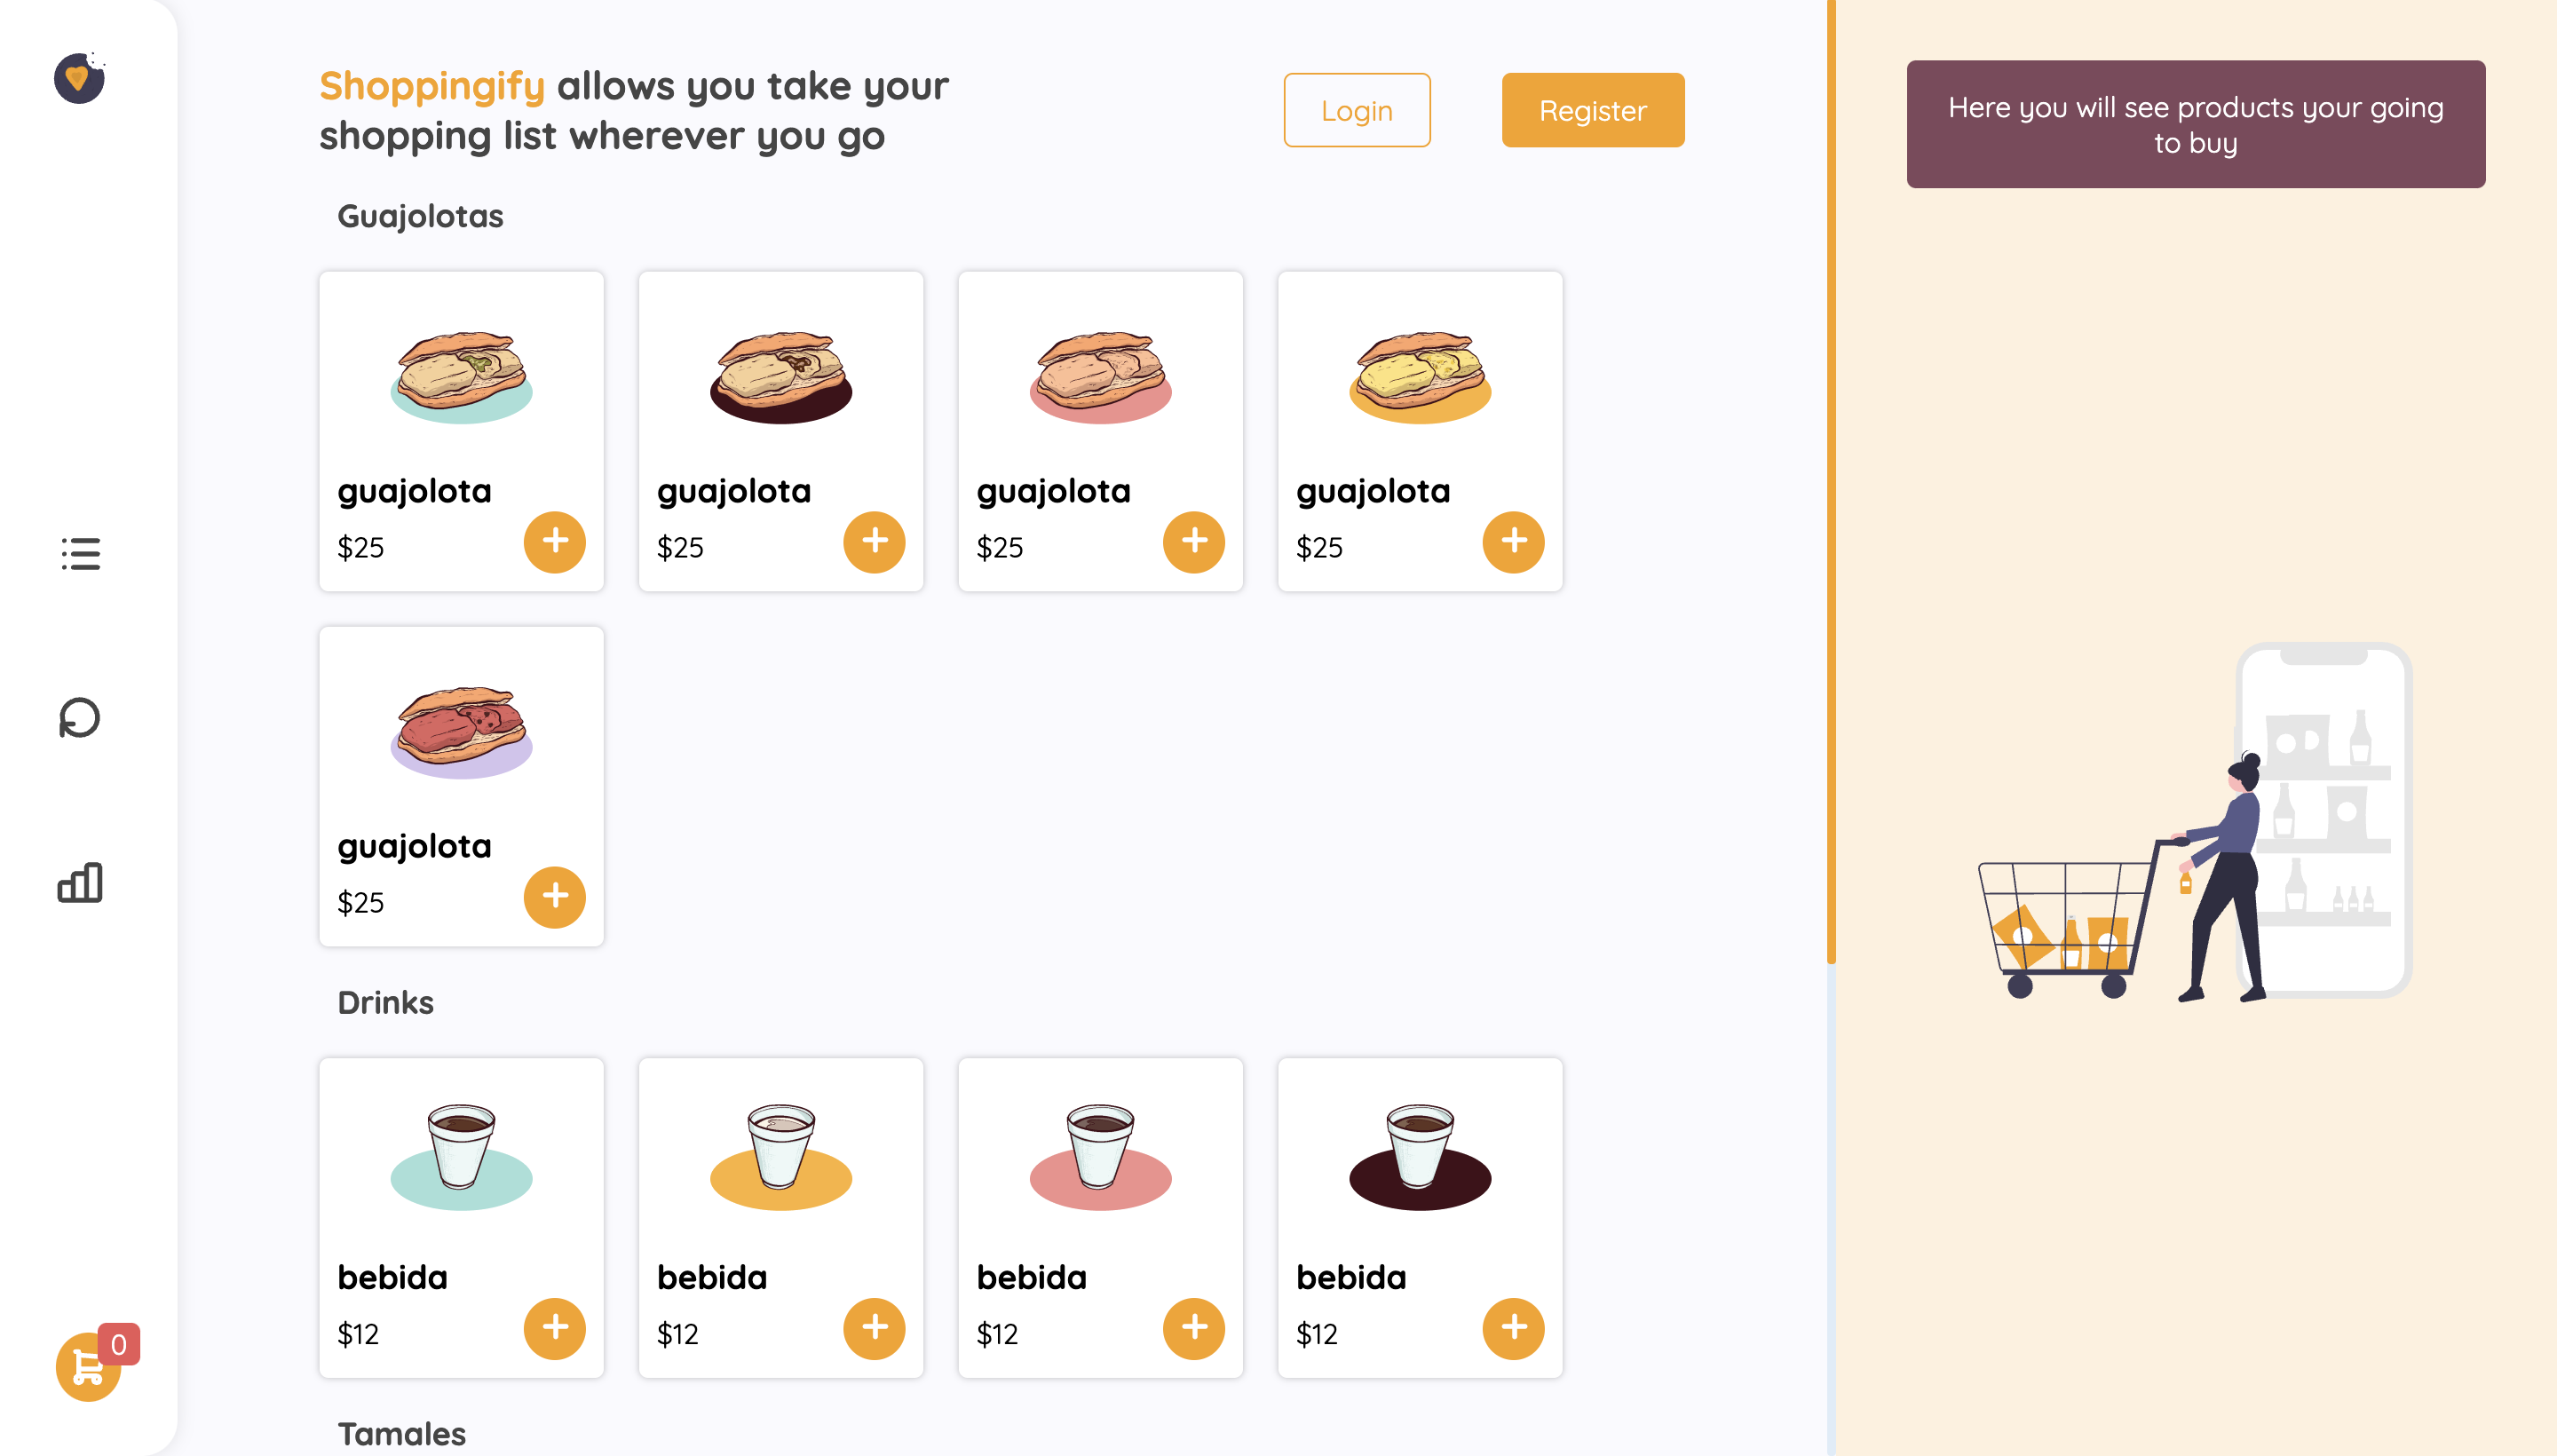 Shoppingify allows you take your
shopping list wherever you go
Login
Register
Here you will see products your going
to buy
Guajolotas
guajolota
$25
guajolota
$25
guajolota
$25
guajolota
$25
guajolota
$25
Drinks
bebida
$12
bebida
$12
bebida
$12
bebida
$12
Tamales
0